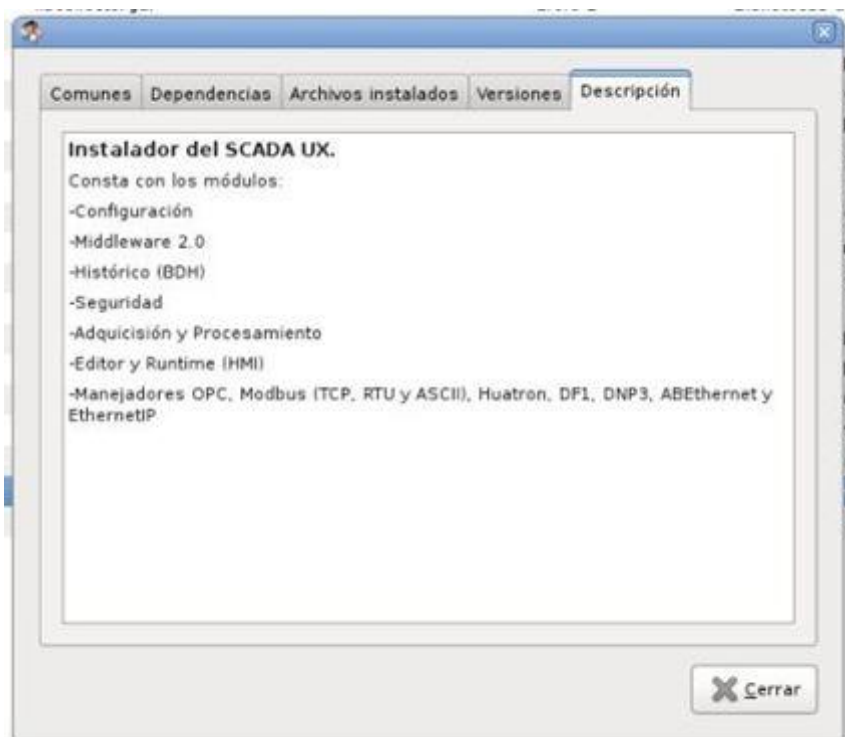 Comunes Dependencias Archivos instalados Versiones Descripción
Instalador del SCADA UX.
Consta con los módulos:
-Configuración
-Middleware 2.0
-Histórico (BDH)
-Seguridad
-Adquicisión y Procesamiento
-Editor y Runtime (HMI)
-Manejadores OPC, Modbus (TCP, RTU y ASCII), Huatron, DF1, DNP3, ABEthernet y
EthernetIP
Cerrar